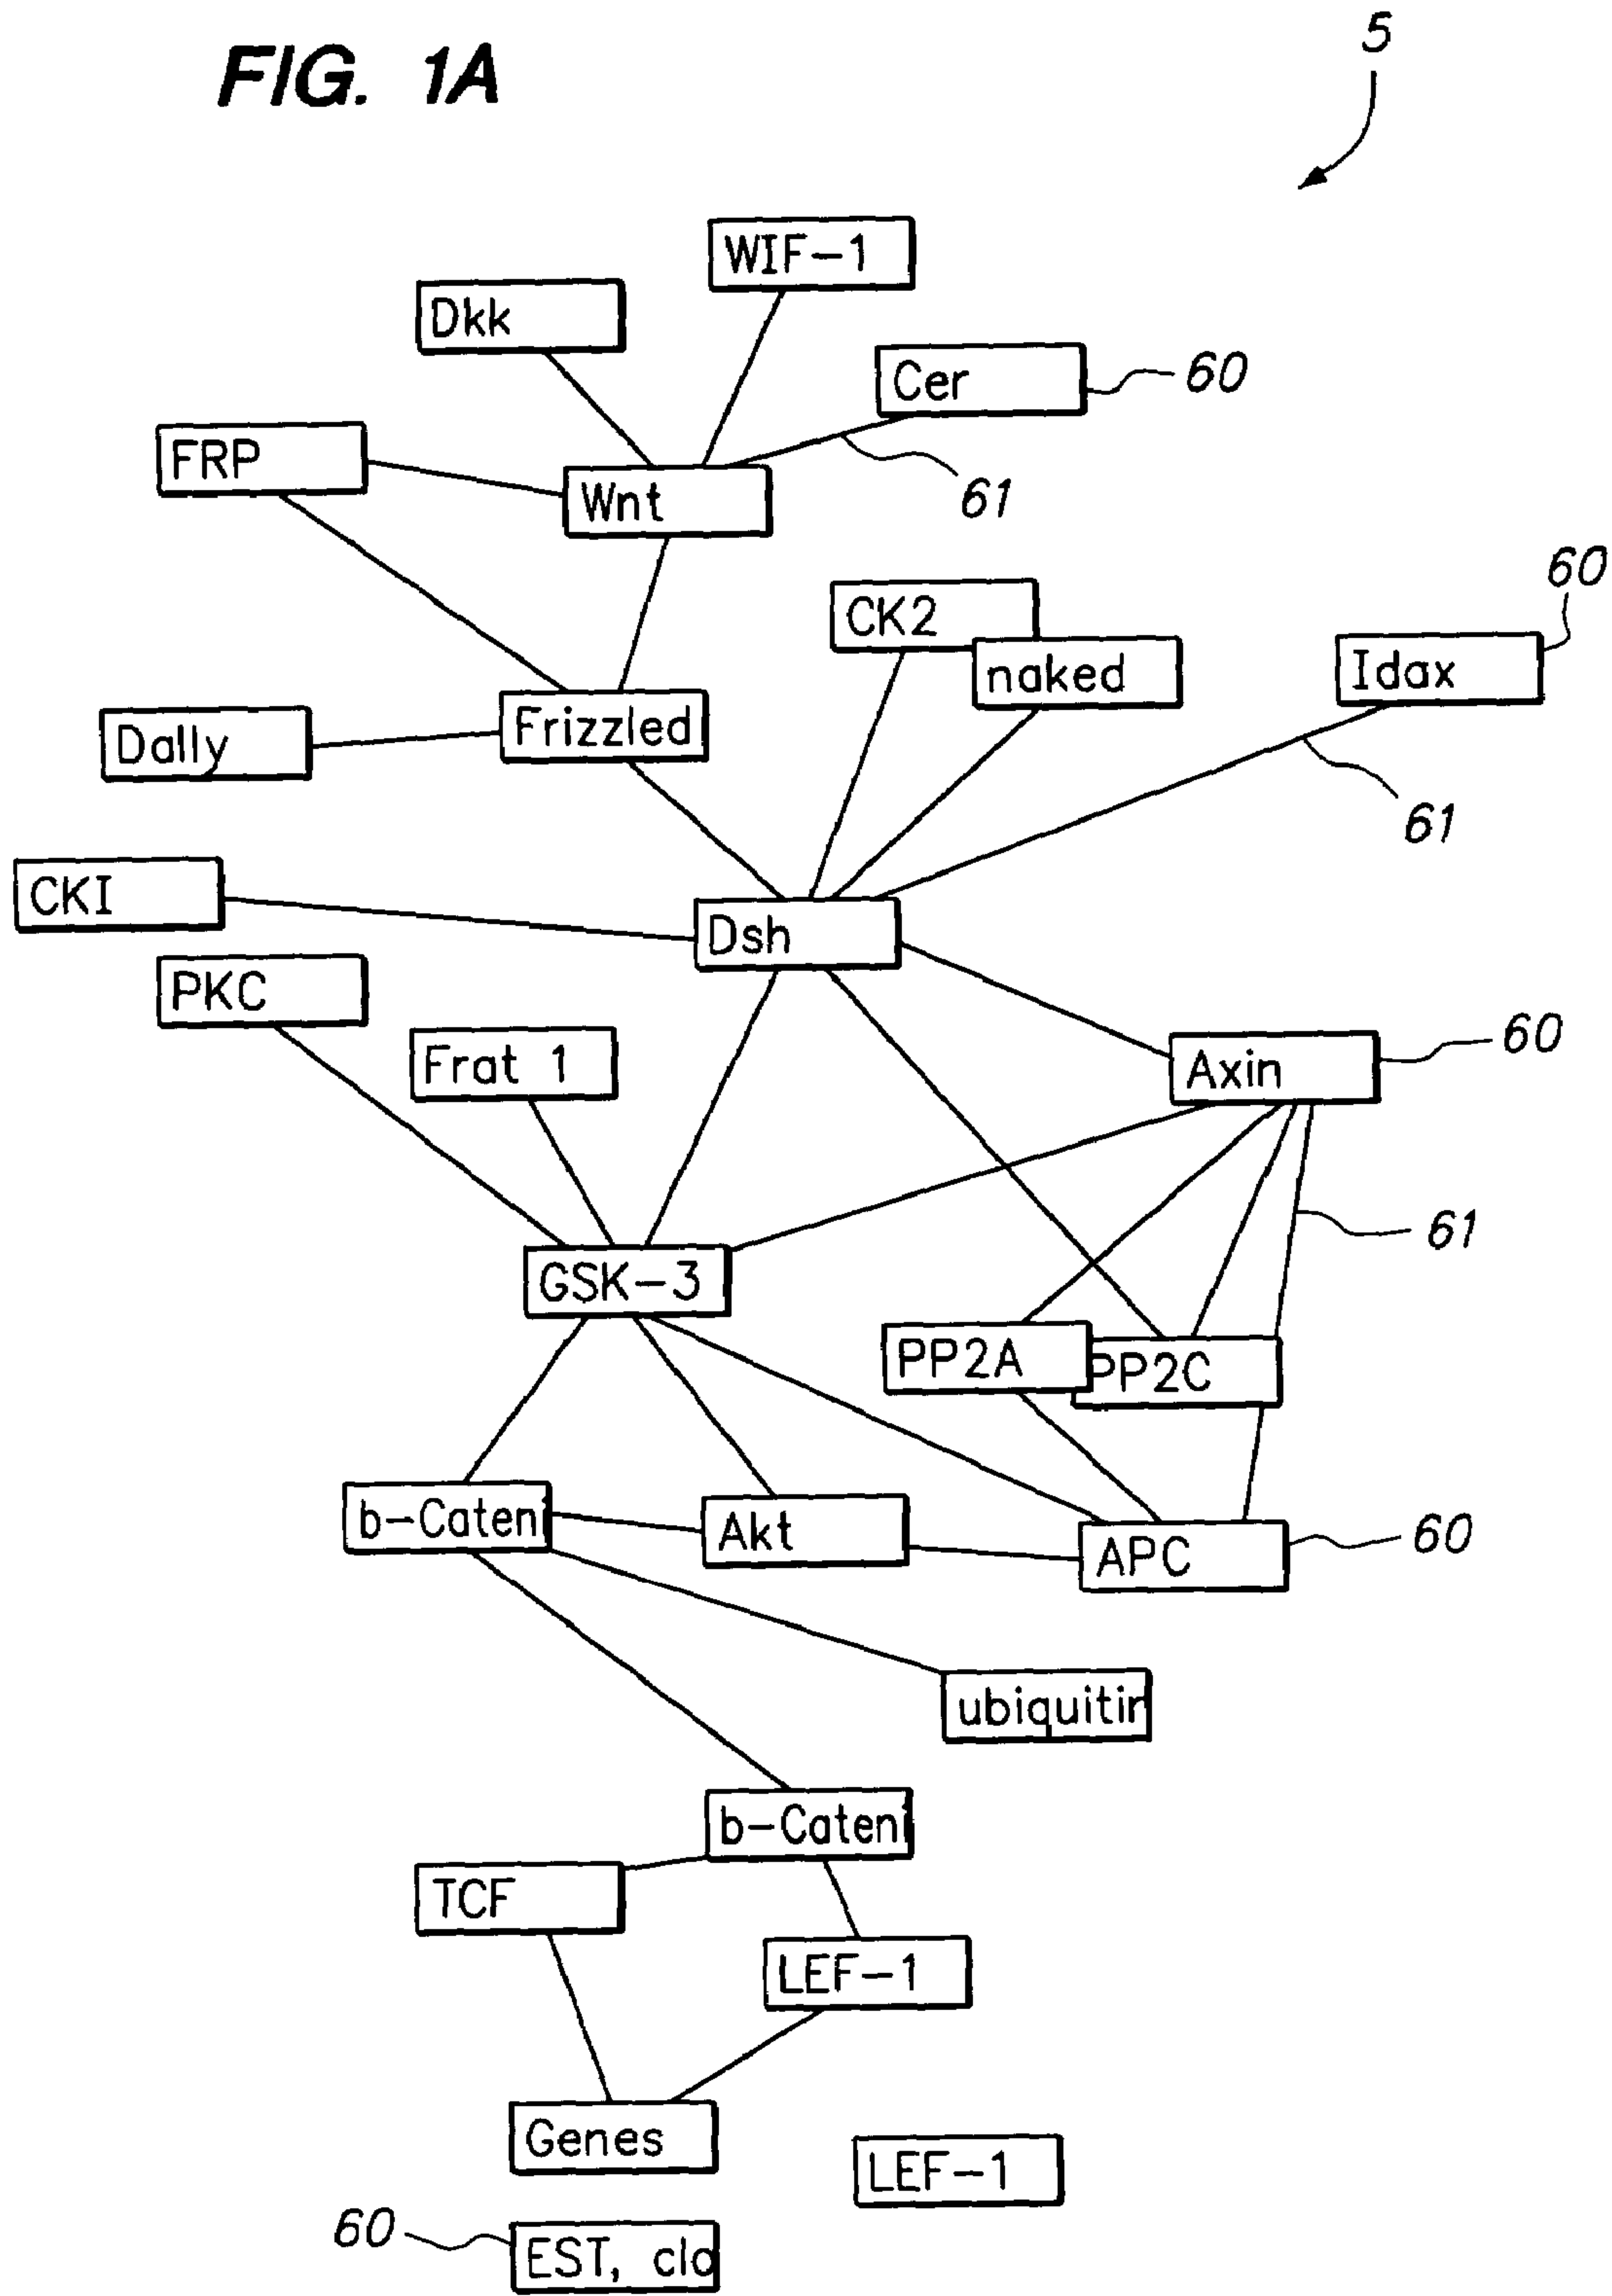 FIG. 1A
5
WIF-1
Dkk
Cer
60
FRP
Wnt
61
60
CK2
naked
Idax
Dally
Frizzled
61
CKI
Dsh
PKC
Frat 1
Axin
60
61
GSK-3
PP2A
PP2C
b-Cateni
Akt
APC
60
ubiquitin
b-Cateni
TCF
LEF-1
Genes
LEF-1
60
EST, clo